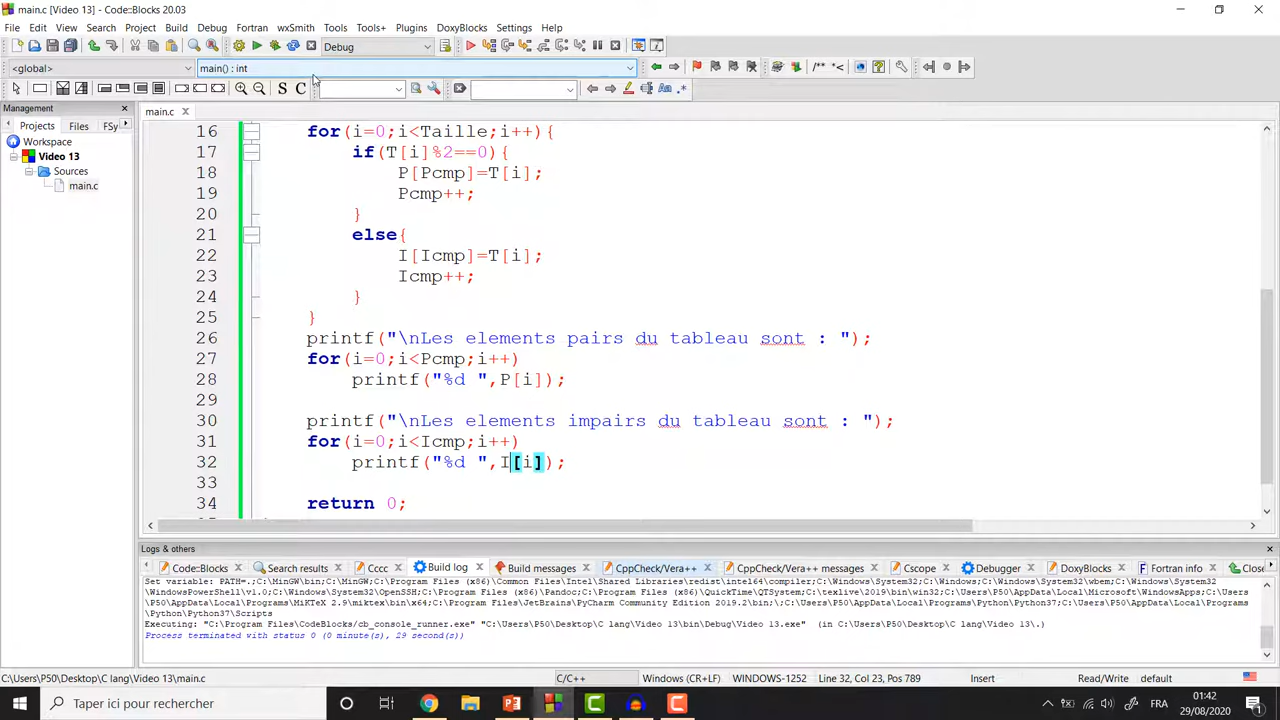 main.c [Video 13] - Code::Blocks 20.03
File Edit View Search Project Build Debug Fortran wxSmith Tools Tools+ Plugins DoxyBlocks Settings Help
Debug
<global> main() : int
/** *<
S C Aa .*
Management
Projects Files FSy
Workspace
Video 13
Sources
main.c
main.c
16 for(i=0;i<Taille;i++){
17 if(T[i]%2==0){
18 P[Pcmp]=T[i];
19 Pcmp++;
20 }
21 else{
22 I[Icmp]=T[i];
23 Icmp++;
24 }
25 }
26 printf("\nLes elements pairs du tableau sont : ");
27 for(i=0;i<Pcmp;i++)
28 printf("%d ",P[i]);
29
30 printf("\nLes elements impairs du tableau sont : ");
31 for(i=0;i<Icmp;i++)
32 printf("%d ",I[i]);
33
34 return 0;
Logs & others
Code::Blocks Search results Cccc Build log Build messages CppCheck/Vera++ CppCheck/Vera++ messages Cscope Debugger DoxyBlocks Fortran info Close
Set variable: PATH=.;C:\MinGW\bin;C:\MinGW;C:\Program Files (x86)\Common Files\Intel\Shared Libraries\redist\intel64\compiler;C:\Windows\System32;C:\Windows;C:\Windows\System32\wbem;C:\Windows\System32
\WindowsPowerShell\v1.0;C:\Windows\System32\OpenSSH;C:\Program Files (x86)\Pandoc;C:\Program Files (x86)\QuickTime\QTSystem;C:\texlive\2019\bin\win32;C:\Users\P50\AppData\Local\Microsoft\WindowsApps;C:\Users
\P50\AppData\Local\Programs\MiKTeX 2.9\miktex\bin\x64;C:\Program Files\JetBrains\PyCharm Community Edition 2019.2\bin;\;C:\Users\P50\AppData\Local\Programs\Python\Python37;C:\Users\P50\AppData\Local\Programs
\Python\Python37\Scripts
Executing: "C:\Program Files\CodeBlocks/cb_console_runner.exe" "C:\Users\P50\Desktop\C lang\Video 13\bin\Debug\Video 13.exe" (in C:\Users\P50\Desktop\C lang\Video 13\.)
Process terminated with status 0 (0 minute(s), 29 second(s))
C:\Users\P50\Desktop\C lang\Video 13\main.c C/C++ Windows (CR+LF) WINDOWS-1252 Line 32, Col 23, Pos 789 Insert Read/Write default
Taper ici pour rechercher FRA 01:42
29/08/2020